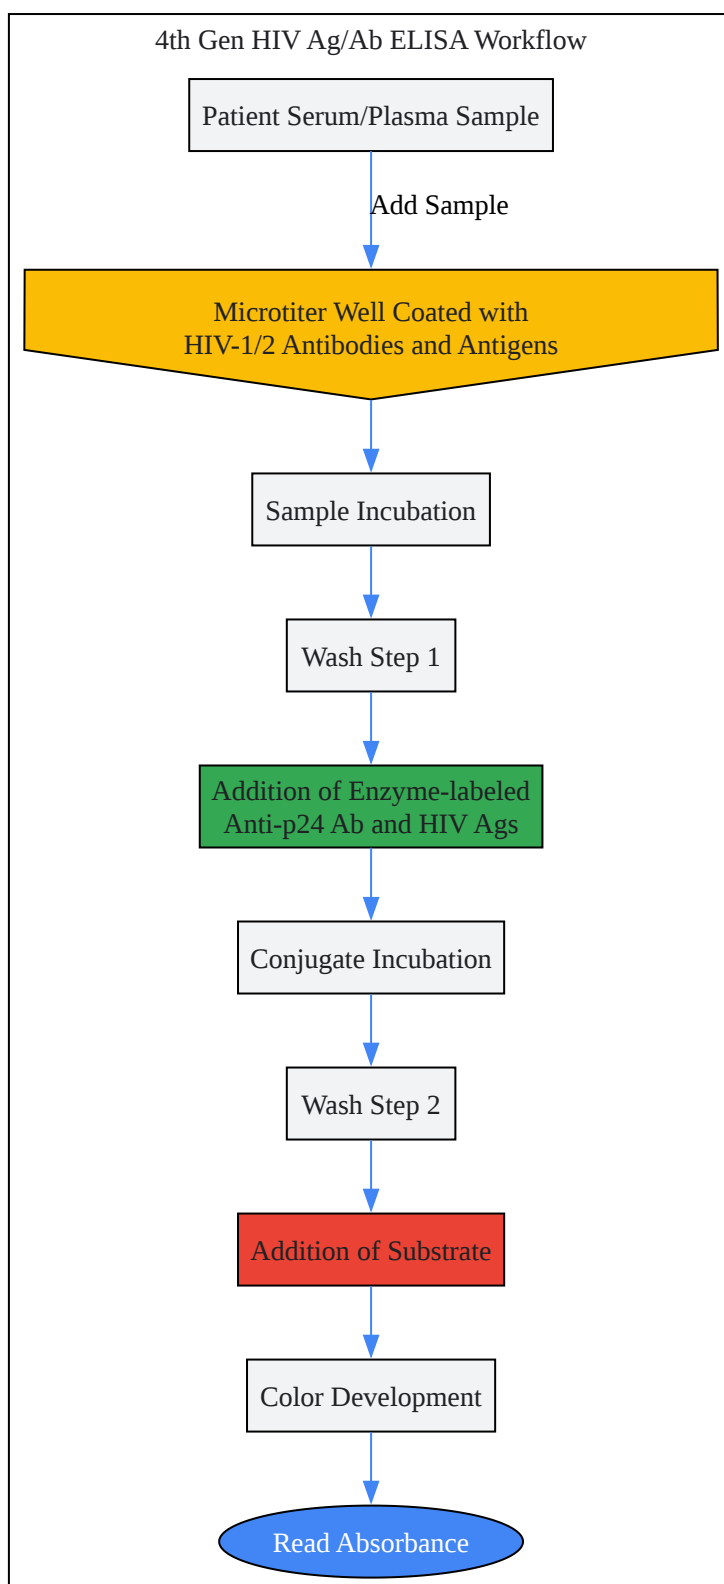 4th Gen HIV Ag/Ab ELISA Workflow
Patient Serum/Plasma Sample
Add Sample
Microtiter Well Coated with
HIV-1/2 Antibodies and Antigens
Sample Incubation
Wash Step 1
Addition of Enzyme-labeled
Anti-p24 Ab and HIV Ags
Conjugate Incubation
Wash Step 2
Addition of Substrate
Color Development
Read Absorbance